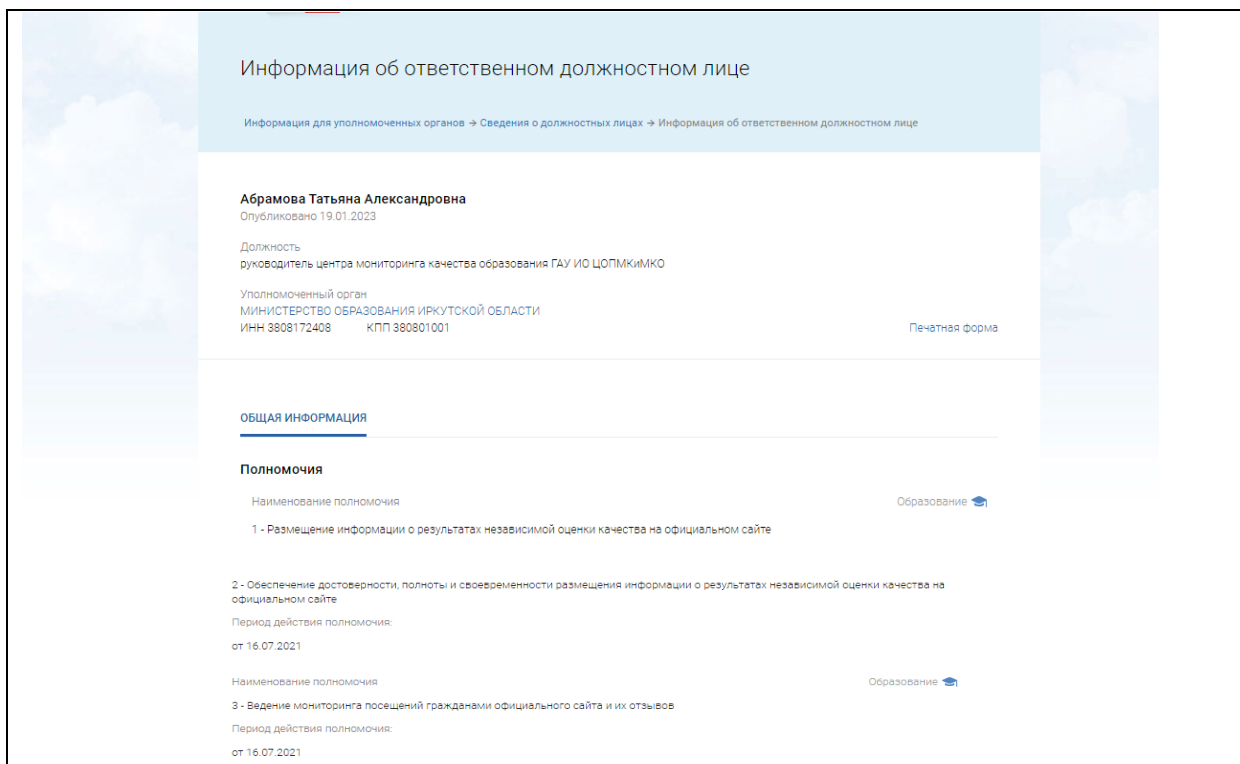 Информация об ответственном должностном лице
Информация для уполномоченных органов → Сведения о должностных лицах → Информация об ответственном должностном лице
Абрамова Татьяна Александровна
Опубликовано 19.01.2023
Должность
руководитель центра мониторинга качества образования ГАУ ИО ЦОПМКиМКО
Уполномоченный орган
МИНИСТЕРСТВО ОБРАЗОВАНИЯ ИРКУТСКОЙ ОБЛАСТИ
ИНН 3808172408 КПП 380801001 Печатная форма
ОБЩАЯ ИНФОРМАЦИЯ
Полномочия
Наименование полномочия Образование
1 - Размещение информации о результатах независимой оценки качества на официальном сайте
2 - Обеспечение достоверности, полноты и своевременности размещения информации о результатах независимой оценки качества на
официальном сайте
Период действия полномочия:
от 16.07.2021
Наименование полномочия Образование
3 - Ведение мониторинга посещений гражданами официального сайта и их отзывов
Период действия полномочия:
от 16.07.2021